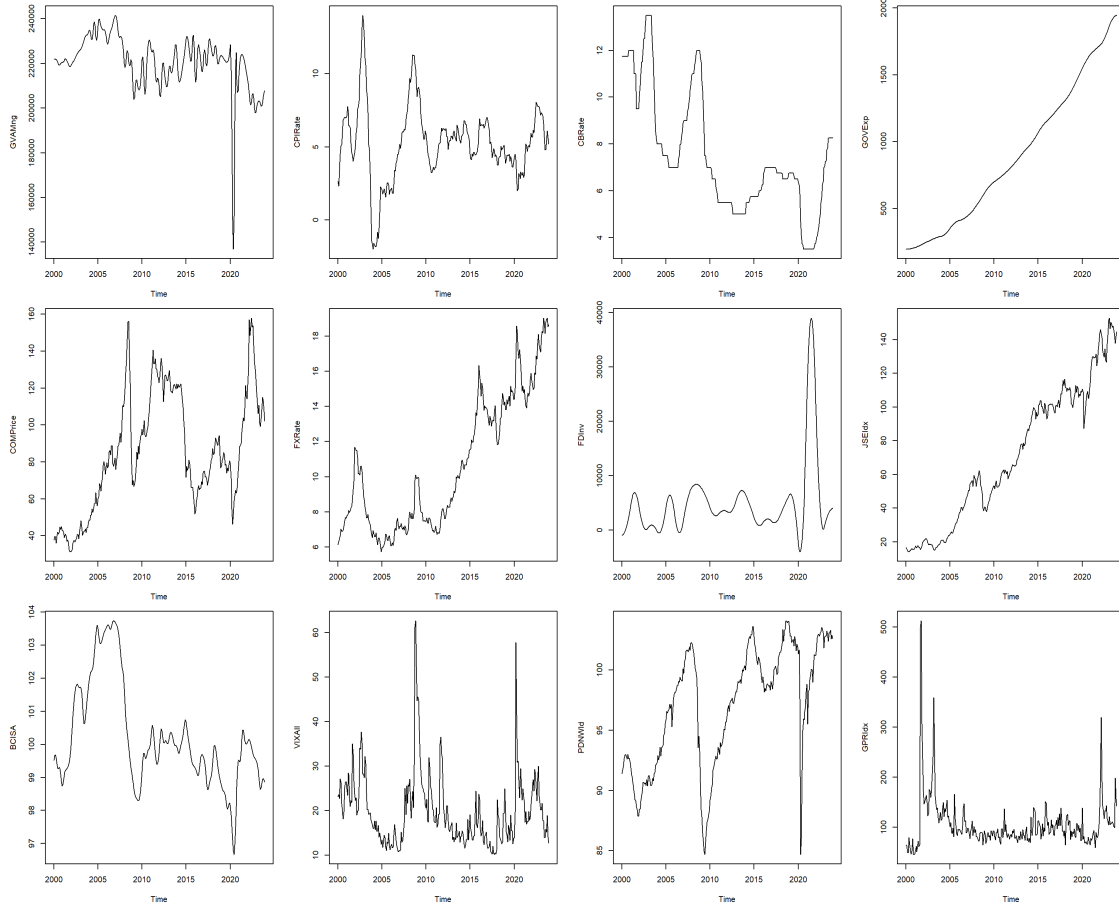 GVAMng
240000
220000
200000
180000
160000
140000
2000 2005 2010 2015 2020
Time
CPIRate
10
5
0
2000 2005 2010 2015 2020
Time
CBRate
12
10
8
6
4
2000 2005 2010 2015 2020
Time
GOVExp
2000
1500
1000
500
2000 2005 2010 2015 2020
Time
COMPrice
160
140
120
100
80
60
40
2000 2005 2010 2015 2020
Time
FXRate
18
16
14
12
10
8
6
2000 2005 2010 2015 2020
Time
FDInv
40000
30000
20000
10000
0
2000 2005 2010 2015 2020
Time
JSEIdx
140
120
100
80
60
40
20
2000 2005 2010 2015 2020
Time
BCISA
104
103
102
101
100
99
98
97
2000 2005 2010 2015 2020
Time
VIXAll
60
50
40
30
20
10
2000 2005 2010 2015 2020
Time
PDNWld
100
95
90
85
2000 2005 2010 2015 2020
Time
GPRIdx
500
400
300
200
100
2000 2005 2010 2015 2020
Time